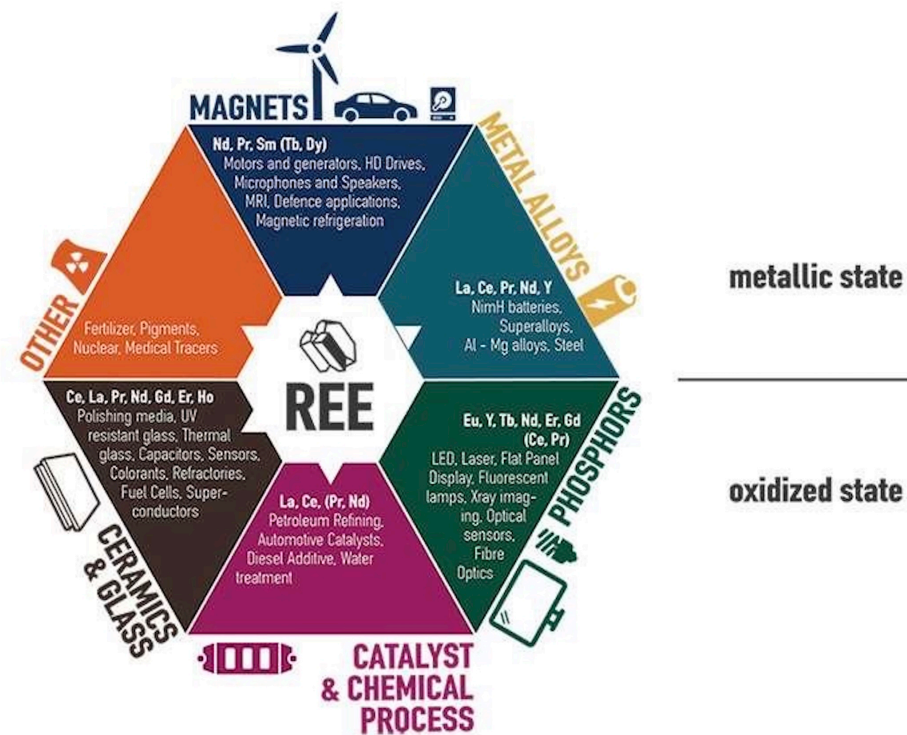 MAGNETS
Nd, Pr, Sm (Tb, Dy)
Motors and generators, HD Drives,
Microphones and Speakers,
MRI, Defence applications,
Magnetic refrigeration
METAL ALLOYS
La, Ce, Pr, Nd, Y
NimH batteries,
Superalloys,
Al - Mg alloys, Steel
metallic state
OTHER
Fertilizer, Pigments,
Nuclear, Medical Tracers
REE
Ce, La, Pr, Nd, Gd, Er, Ho
Polishing media, UV
resistant glass, Thermal
glass, Capacitors, Sensors,
Colorants, Refractories,
Fuel Cells, Super-
conductors
CERAMICS
& GLASS
Eu, Y, Tb, Nd, Er, Gd
(Ce, Pr)
LED, Laser, Flat Panel
Display, Fluorescent
lamps, Xray imag-
ing, Optical
sensors,
Fibre
Optics
PHOSPHORS
oxidized state
La, Ce, (Pr, Nd)
Petroleum Refining,
Automotive Catalysts,
Diesel Additive, Water
treatment
CATALYST
& CHEMICAL
PROCESS